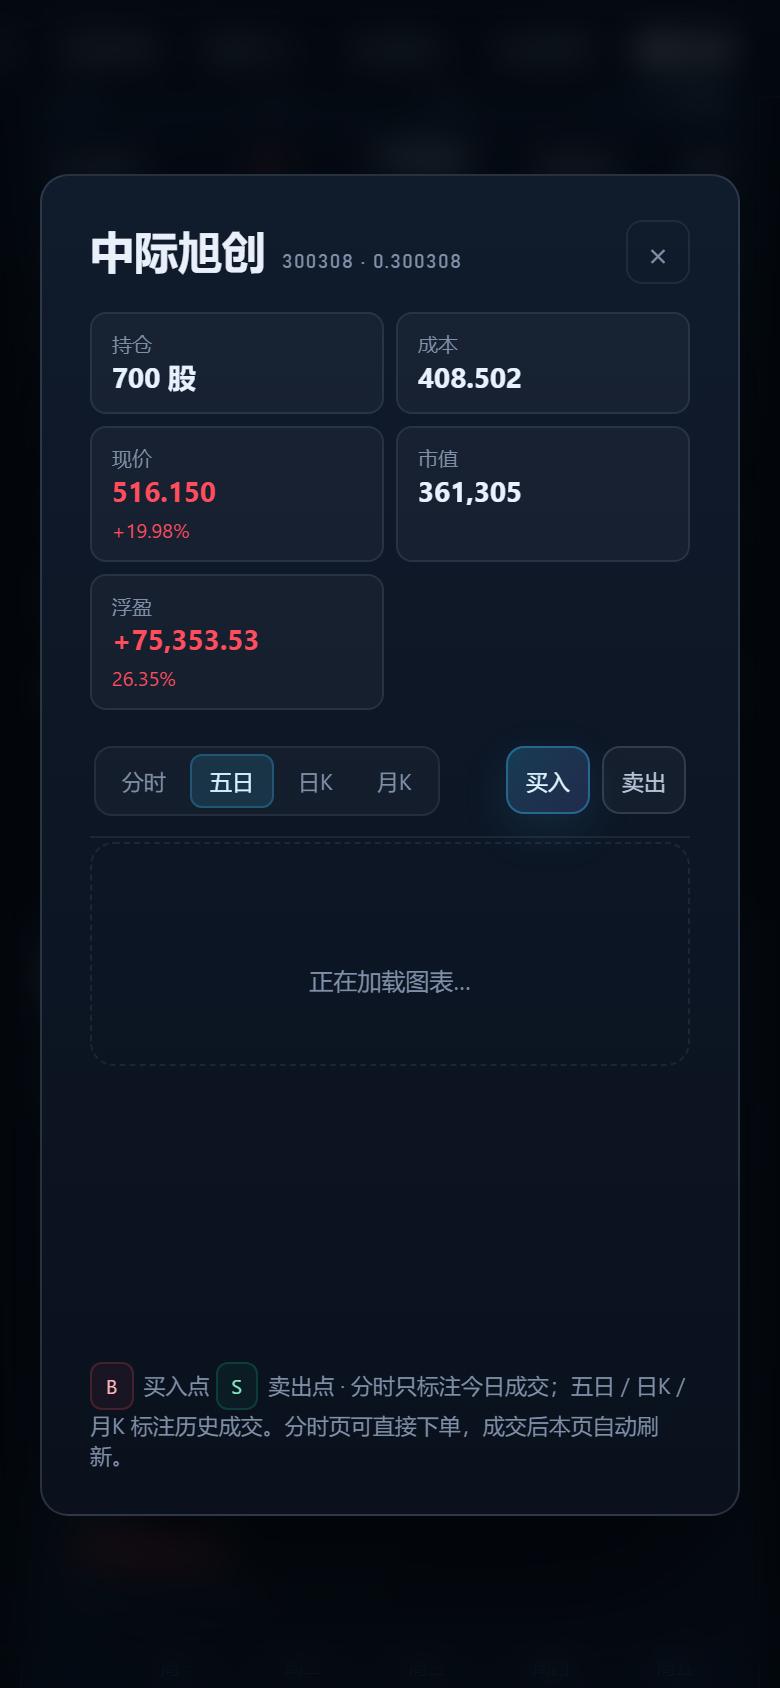 中际旭创 300308 · 0.300308
×
持仓
700 股
成本
408.502
现价
516.150
+19.98%
市值
361,305
浮盈
+75,353.53
26.35%
分时 五日 日K 月K 买入 卖出
正在加载图表...
B 买入点 S 卖出点 · 分时只标注今日成交；五日 / 日K /
月K 标注历史成交。分时页可直接下单，成交后本页自动刷
新。